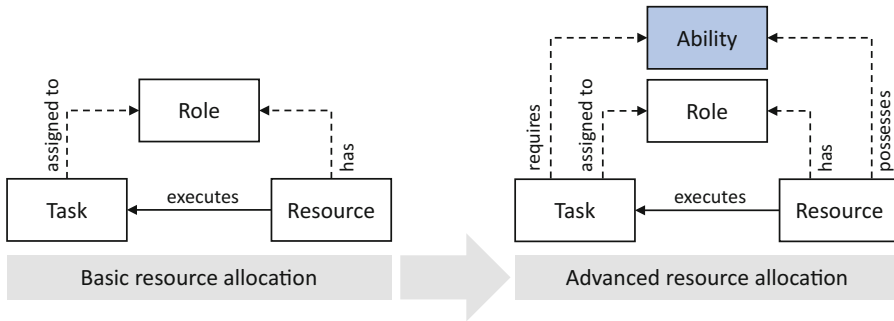 Role
assigned to
has
Task
executes
Resource
Basic resource allocation
Ability
Role
requires
assigned to
has
possesses
Task
executes
Resource
Advanced resource allocation